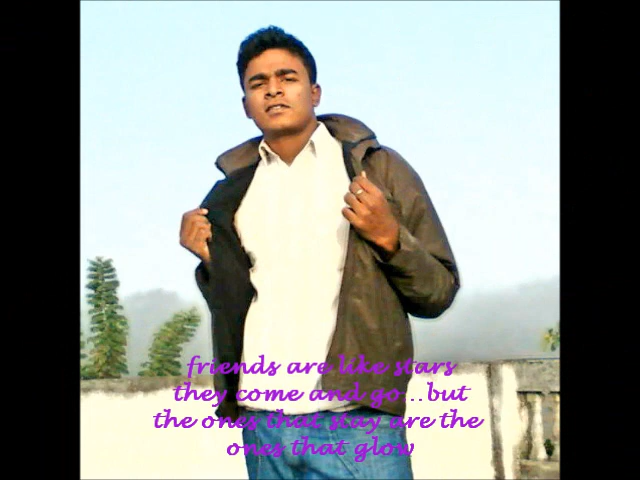 friends are like stars
they come and go...but
the ones that stay are the
ones that glow